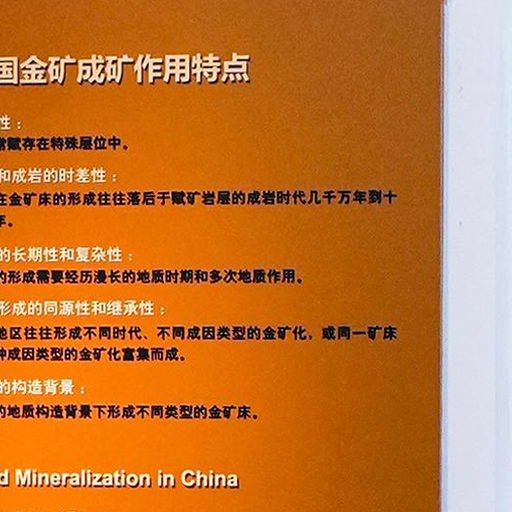 国金矿成矿作用特点
性：
常赋存在特殊层位中。
和成岩的时差性：
在金矿床的形成往往落后于赋矿岩层的成岩时代几千万年到十
年。
的长期性和复杂性：
的形成需要经历漫长的地质时期和多次地质作用。
形成的同源性和继承性：
地区往往形成不同时代、不同成因类型的金矿化，或同一矿床
种成因类型的金矿化富集而成。
的构造背景：
的地质构造背景下形成不同类型的金矿床。
d Mineralization in China